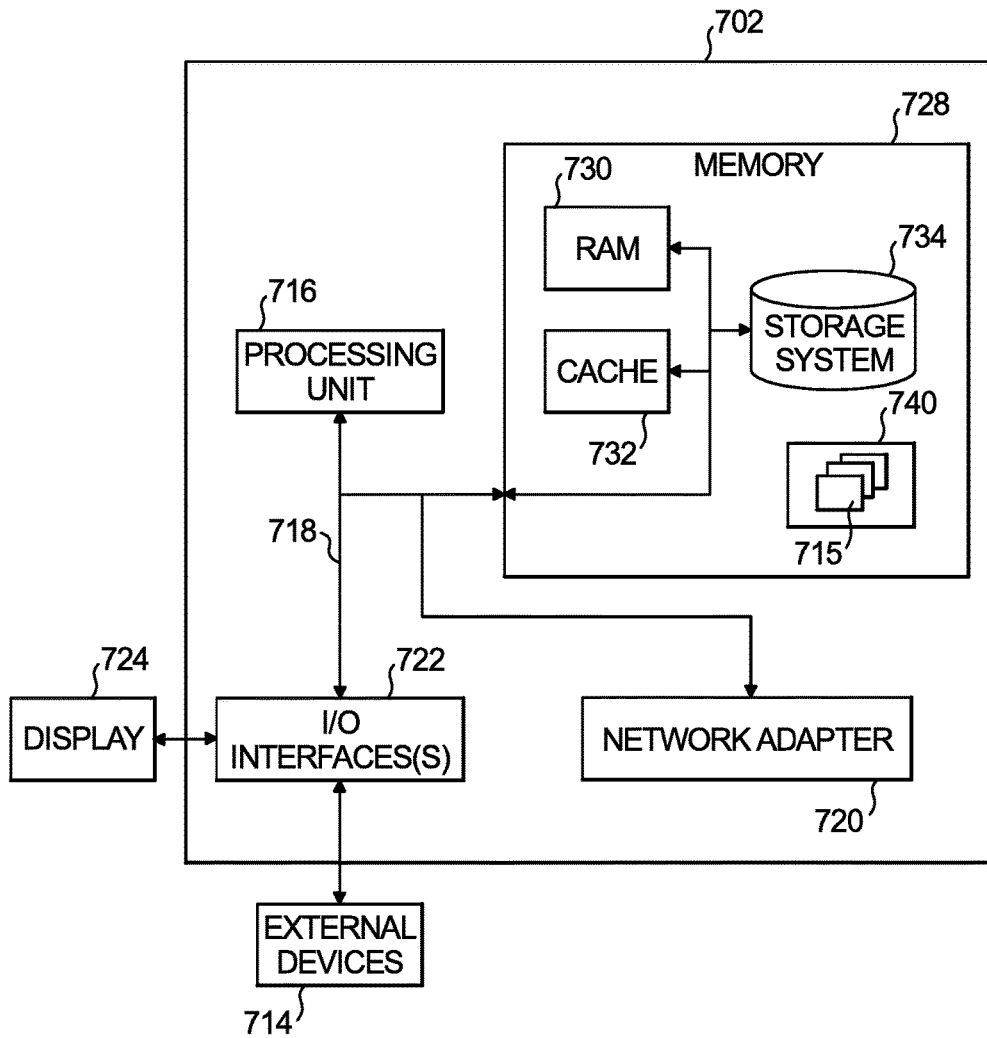 702
728
MEMORY
730
RAM
734
STORAGE
SYSTEM
716
PROCESSING
UNIT
CACHE
732
740
715
718
724
DISPLAY
722
I/O
INTERFACES(S)
NETWORK ADAPTER
720
EXTERNAL
DEVICES
714